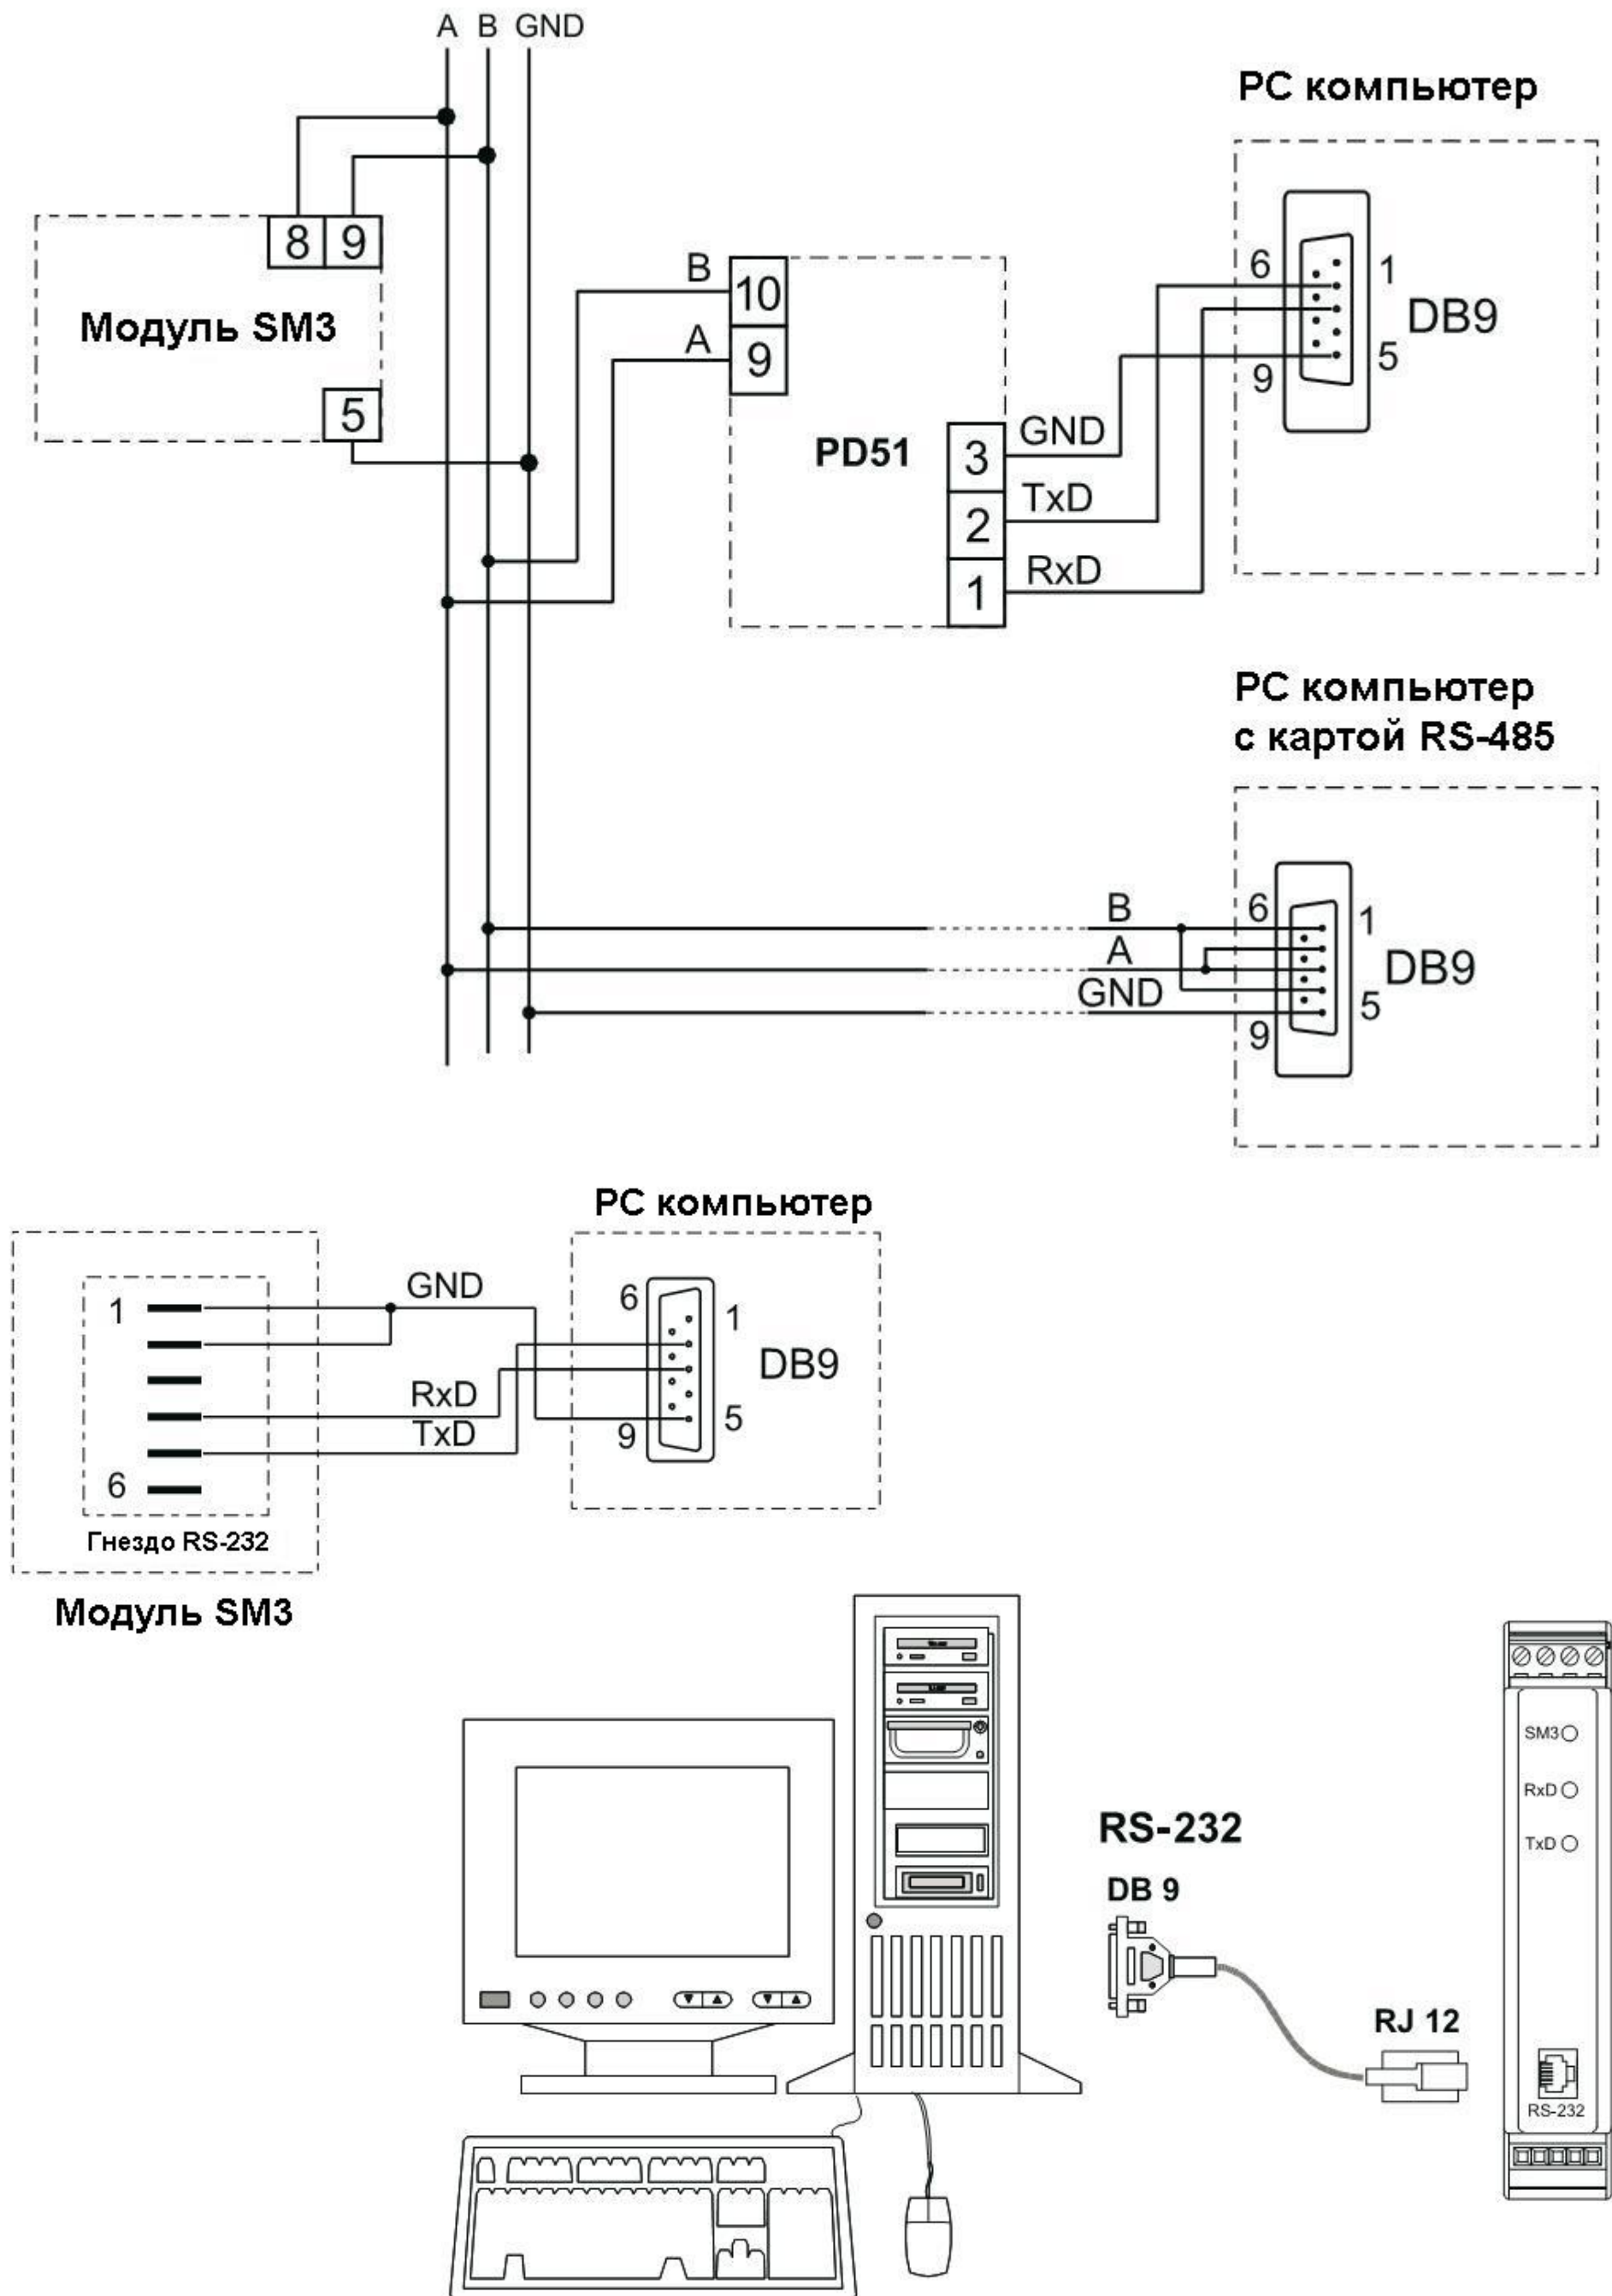 A B GND
PC компьютер
8 9
Модуль SM3
5
B 10
A 9
PD51
3 GND
2 TxD
1 RxD
6 1
DB9
9 5
PC компьютер
с картой RS-485
B
A
GND
6 1
DB9
9 5
PC компьютер
1
6
GND
RxD
TxD
6 1
DB9
9 5
Гнездо RS-232
Модуль SM3
RS-232
DB 9
RJ 12
SM3
RxD
TxD
RS-232